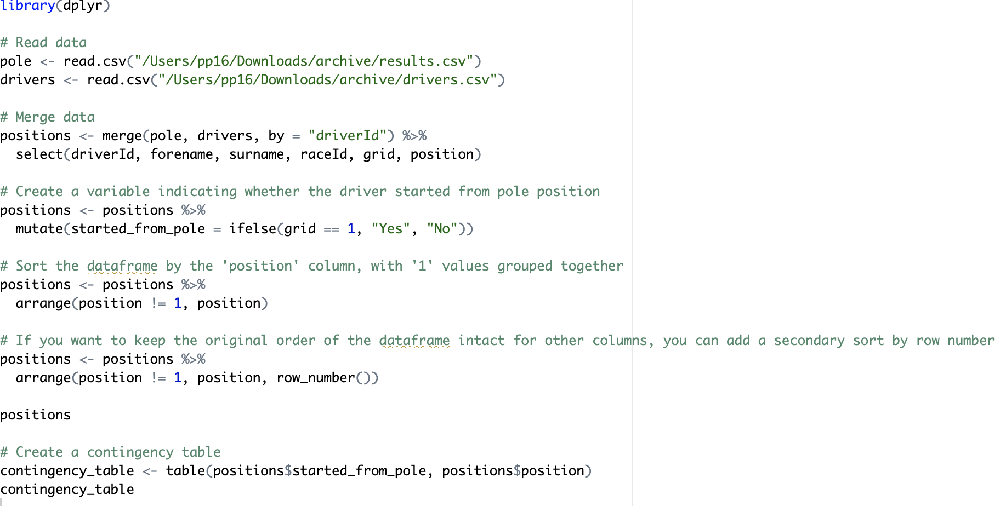 library(dplyr)
# Read data
pole <- read.csv("/Users/pp16/Downloads/archive/results.csv")
drivers <- read.csv("/Users/pp16/Downloads/archive/drivers.csv")
# Merge data
positions <- merge(pole, drivers, by = "driverId") %>%
  select(driverId, forename, surname, raceId, grid, position)
# Create a variable indicating whether the driver started from pole position
positions <- positions %>%
  mutate(started_from_pole = ifelse(grid == 1, "Yes", "No"))
# Sort the dataframe by the 'position' column, with '1' values grouped together
positions <- positions %>%
  arrange(position != 1, position)
# If you want to keep the original order of the dataframe intact for other columns, you can add a secondary sort by row number
positions <- positions %>%
  arrange(position != 1, position, row_number())
positions
# Create a contingency table
contingency_table <- table(positions$started_from_pole, positions$position)
contingency_table